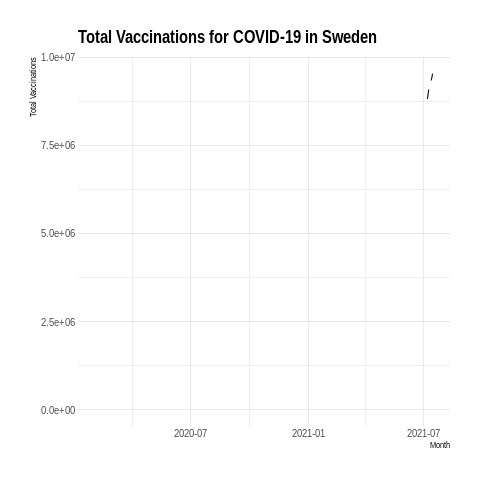 Total Vaccinations for COVID-19 in Sweden
Total Vaccinations
1.0e+07
7.5e+06
5.0e+06
2.5e+06
0.0e+00
2020-07
2021-01
2021-07
Month